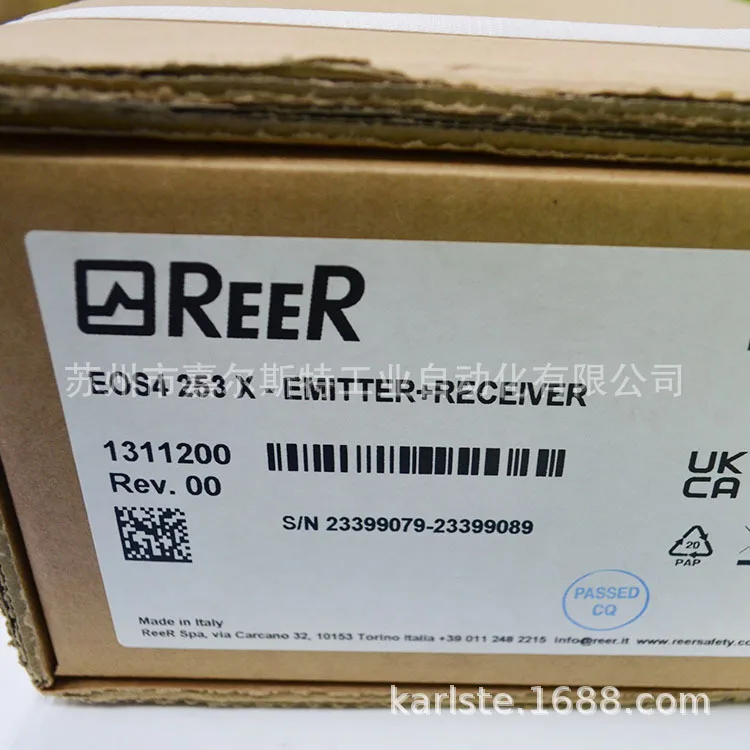 REER
苏州市嘉尔斯特工业自动化有限公司
EOS4 253 X - EMITTER+RECEIVER
1311200
Rev. 00
UK
CA
S/N 23399079-23399089
20
PAP
PASSED
CQ
Made in Italy
ReeR Spa, via Carcano 32, 10153 Torino Italia +39 011 248 2215 info@reer.it www.reersafety.co
karlste.1688.com